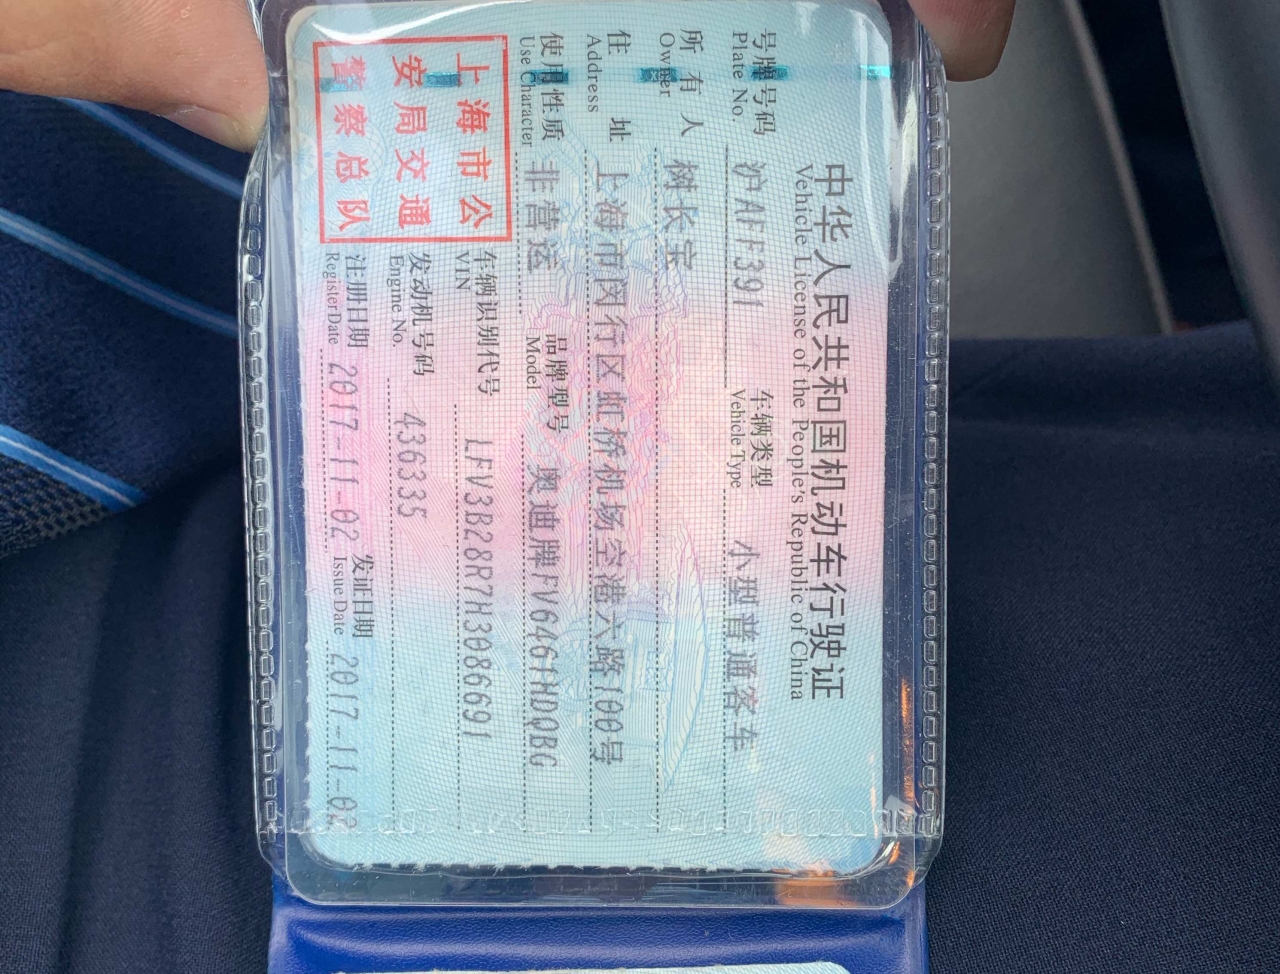 中华人民共和国机动车行驶证
Vehicle License of the People's Republic of China
号牌号码 沪AFF391 车辆类型 小型普通客车
Plate No. Vehicle Type
所有人 树长宝
Owner
住址 上海市闵行区虹桥机场空港六路100号
Address
使用性质 非营运 品牌型号 奥迪牌FV6461HDQBG
Use Character Model
上海市公
安局交通
警察总队
车辆识别代号 LFV3B28R7H3086691
VIN
发动机号码 436335
Engine No.
注册日期 2017-11-02 发证日期 2017-11-02
Register Date Issue Date